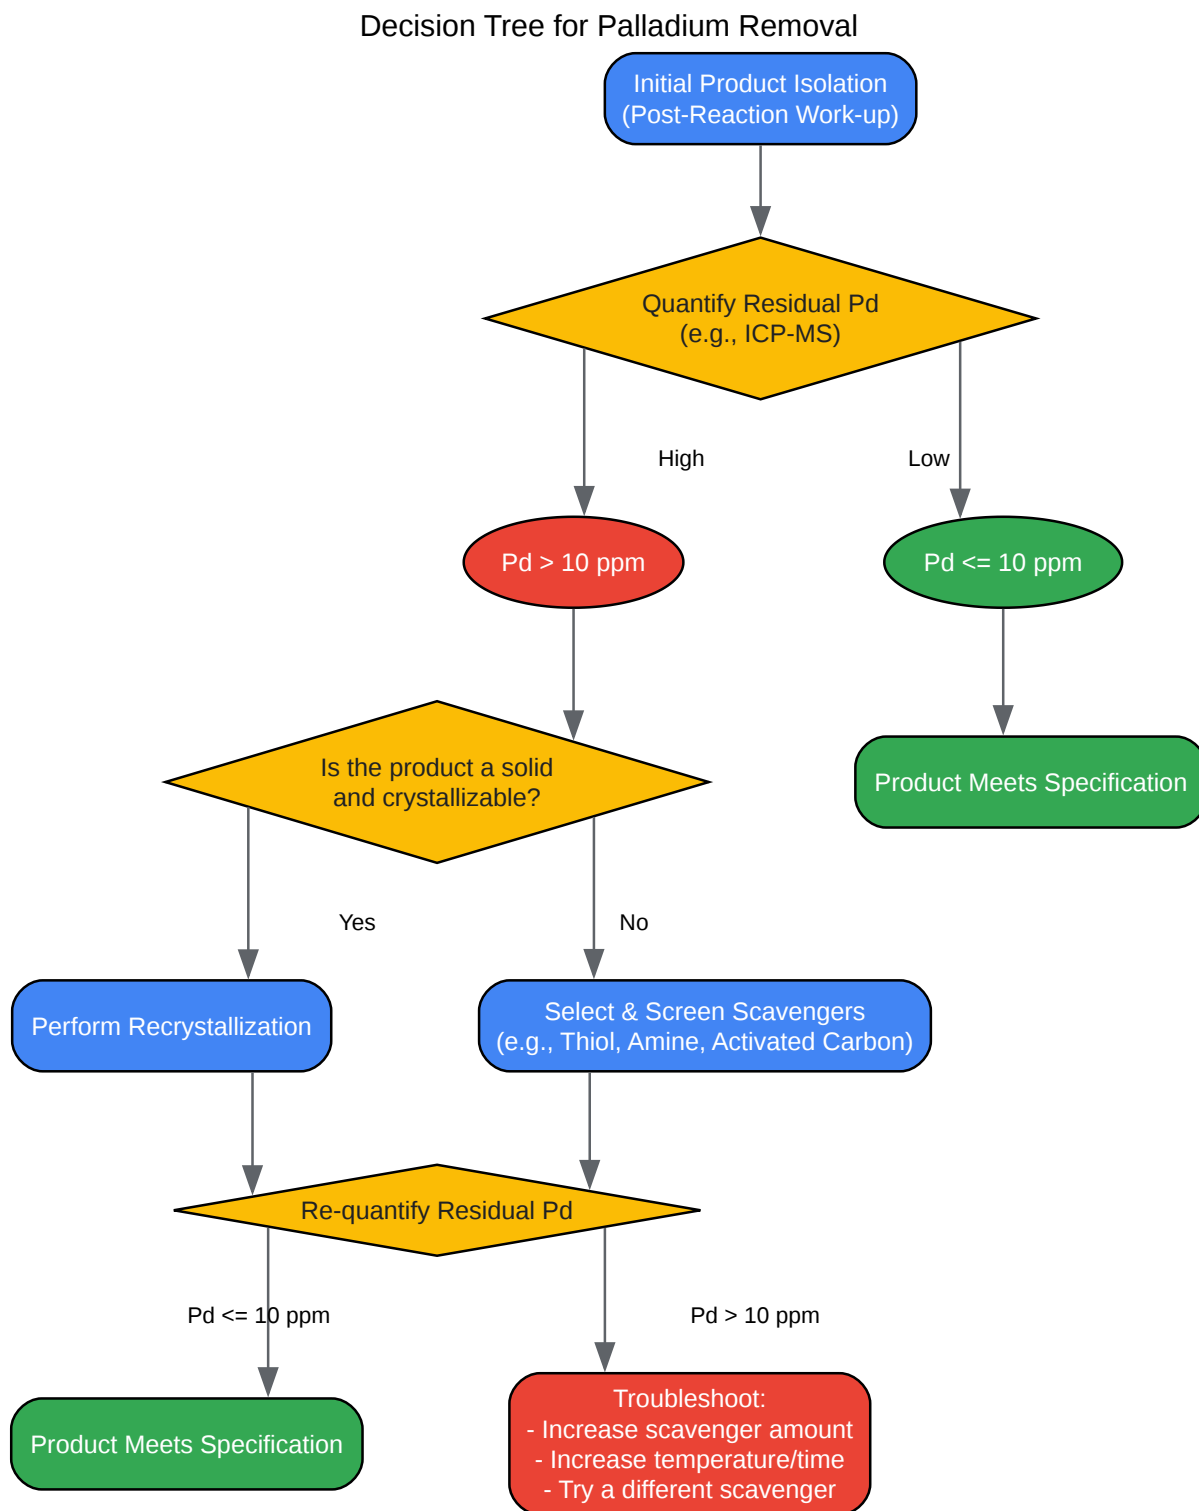 Decision Tree for Palladium Removal
Initial Product Isolation
(Post-Reaction Work-up)
Quantify Residual Pd
(e.g., ICP-MS)
High
Low
Pd > 10 ppm
Pd <= 10 ppm
Is the product a solid
and crystallizable?
Product Meets Specification
Yes
No
Perform Recrystallization
Select & Screen Scavengers
(e.g., Thiol, Amine, Activated Carbon)
Re-quantify Residual Pd
Pd <= 10 ppm
Pd > 10 ppm
Product Meets Specification
Troubleshoot:
- Increase scavenger amount
- Increase temperature/time
- Try a different scavenger